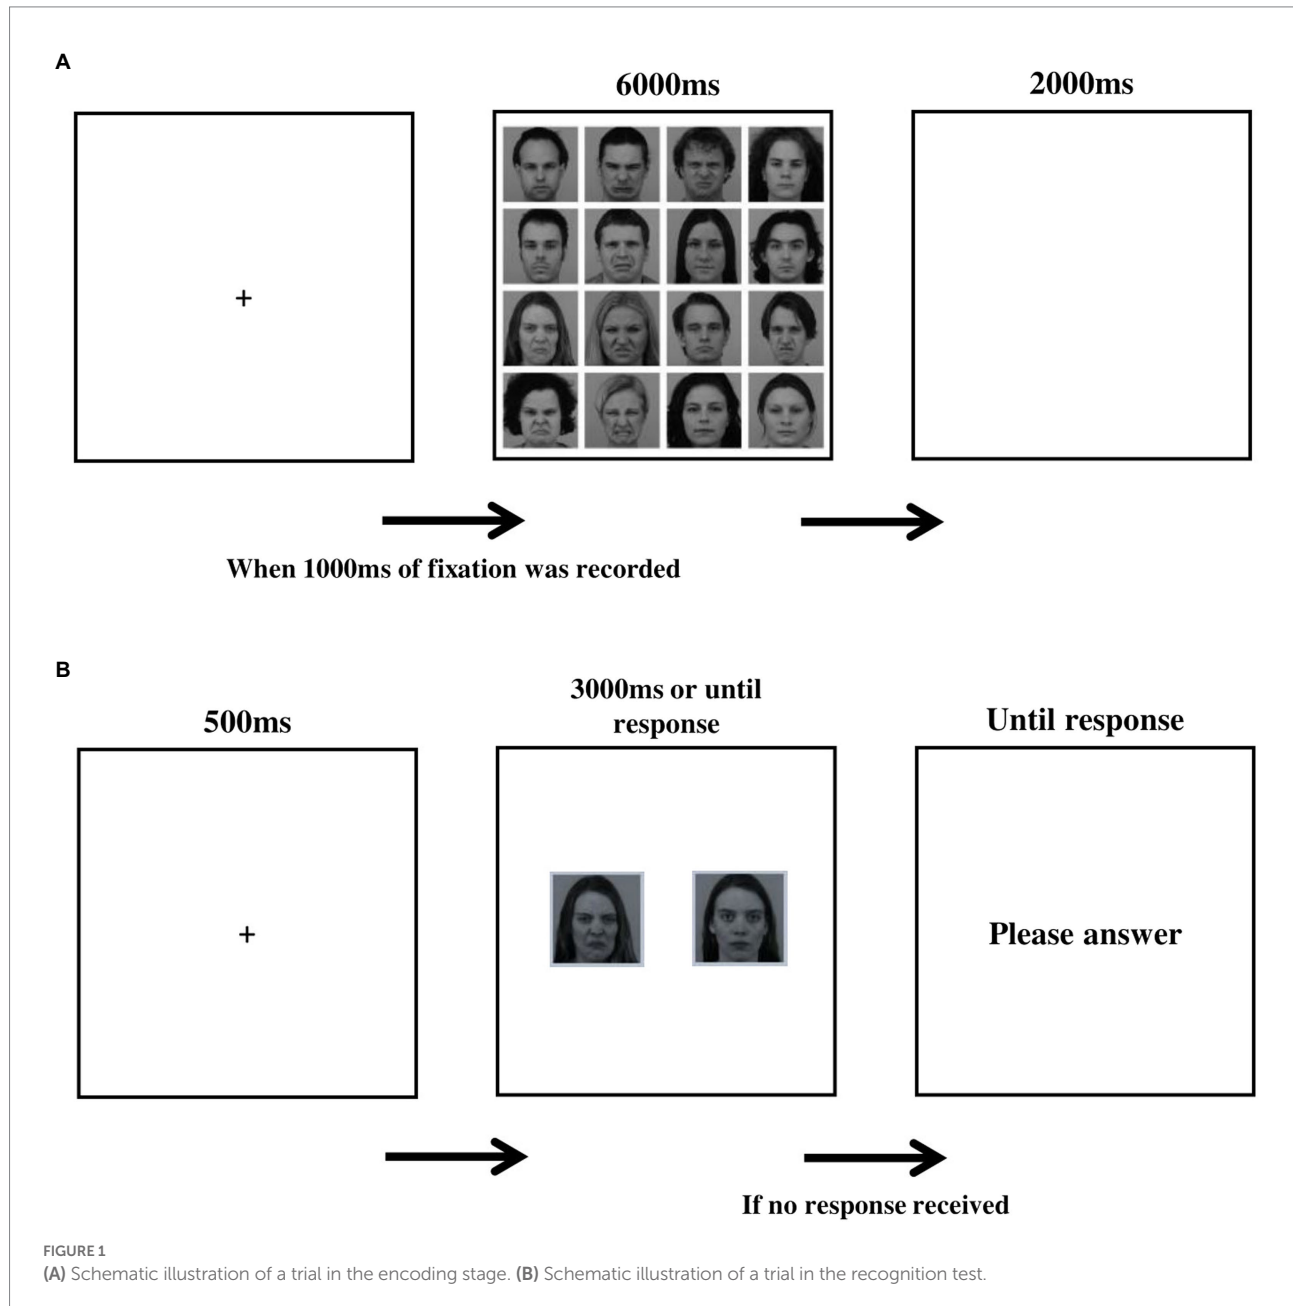 A
6000ms
2000ms
+
When 1000ms of fixation was recorded
B
500ms
3000ms or until
response
Until response
+
Please answer
If no response received
FIGURE 1
(A) Schematic illustration of a trial in the encoding stage. (B) Schematic illustration of a trial in the recognition test.